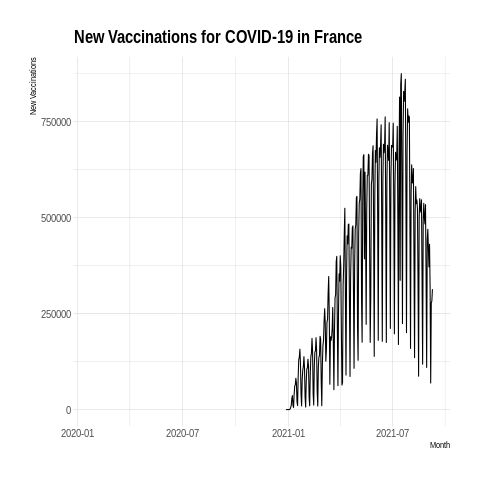 New Vaccinations for COVID-19 in France
New Vaccinations
750000
500000
250000
0
2020-01
2020-07
2021-01
2021-07
Month